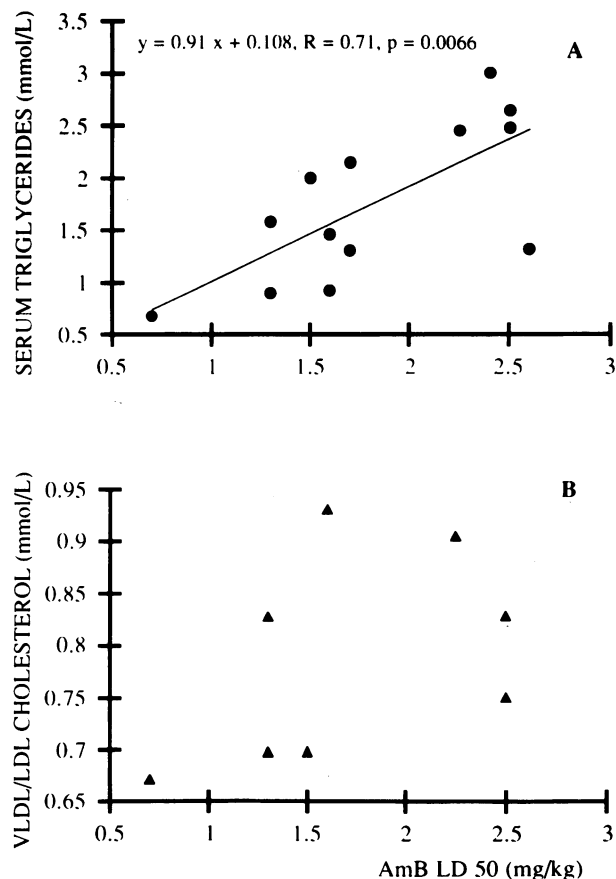 y = 0.91 x + 0.108, R = 0.71, p = 0.0066
A
SERUM TRIGLYCERIDES (mmol/L)
3.5
3
2.5
2
1.5
1
0.5
0.5 1 1.5 2 2.5 3
B
VLDL/LDL CHOLESTEROL (mmol/L)
0.95
0.9
0.85
0.8
0.75
0.7
0.65
0.5 1 1.5 2 2.5 3
AmB LD 50 (mg/kg)